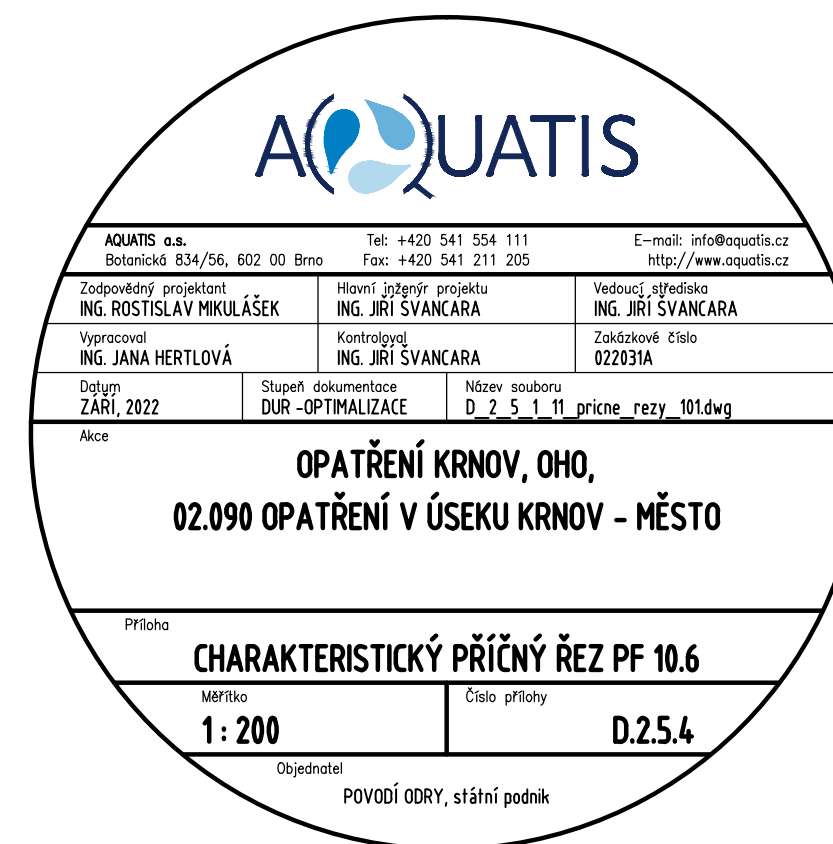 AQUATIS
AQUATIS a.s. Tel: +420 541 554 111 E-mail: info@aquatis.cz
Botanická 834/56, 602 00 Brno Fax: +420 541 211 205 http://www.aquatis.cz
Zodpovědný projektant Hlavní inženýr projektu Vedoucí střediska
ING. ROSTISLAV MIKULÁŠEK ING. JIŘÍ ŠVANCARA ING. JIŘÍ ŠVANCARA
Vypracoval Kontroloval Zakázkové číslo
ING. JANA HERTLOVÁ ING. JIŘÍ ŠVANCARA 022031A
Datum Stupeň dokumentace Název souboru
ZÁŘÍ, 2022 DUR -OPTIMALIZACE D_2_5_1_11_pricne_rezy_101.dwg
Akce
OPATŘENÍ KRNOV, OHO,
02.090 OPATŘENÍ V ÚSEKU KRNOV - MĚSTO
Příloha
CHARAKTERISTICKÝ PŘÍČNÝ ŘEZ PF 10.6
Měřítko Číslo přílohy
1 : 200 D.2.5.4
Objednatel
POVODÍ ODRY, státní podnik